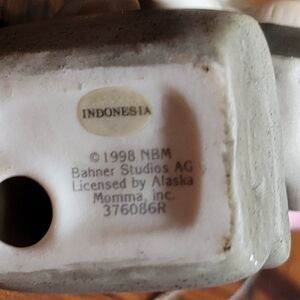 INDONESIA
©1998 NBM
Bahner Studios AG
Licensed by Alaska
Momma, inc.
376086R